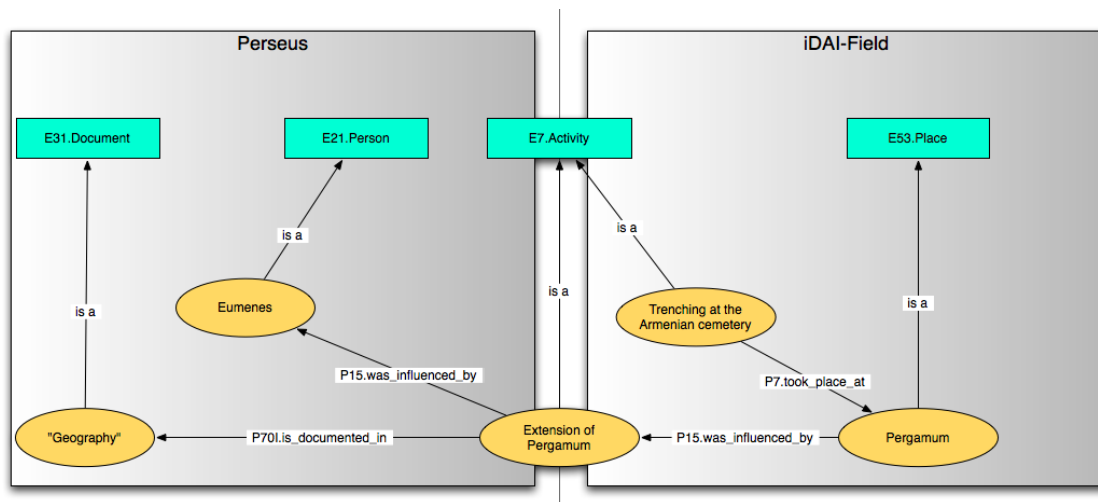 Perseus
iDAI-Field
E31.Document
E21.Person
E7.Activity
E53.Place
is a
is a
Eumenes
is a
is a
Trenching at the
Armenian cemetery
is a
P15.was_influenced_by
P7.took_place_at
"Geography"
P70I.is_documented_in
Extension of
Pergamum
P15.was_influenced_by
Pergamum